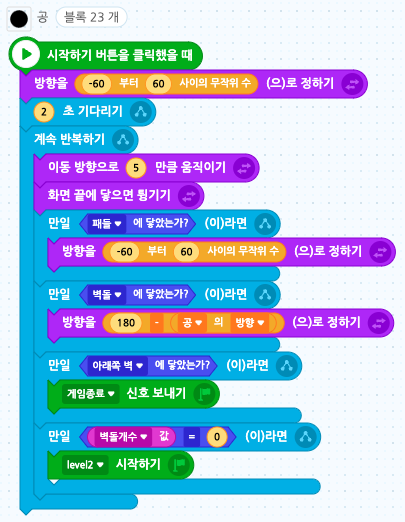 공 블록 23 개
시작하기 버튼을 클릭했을 때
방향을 -60 부터 60 사이의 무작위 수 (으)로 정하기
2 초 기다리기
계속 반복하기
이동 방향으로 5 만큼 움직이기
화면 끝에 닿으면 튕기기
만일 패들 에 닿았는가? (이)라면
방향을 -60 부터 60 사이의 무작위 수 (으)로 정하기
만일 벽돌 에 닿았는가? (이)라면
방향을 180 - 공 의 방향 (으)로 정하기
만일 아래쪽 벽 에 닿았는가? (이)라면
게임종료 신호 보내기
만일 벽돌개수 값 = 0 (이)라면
level2 시작하기